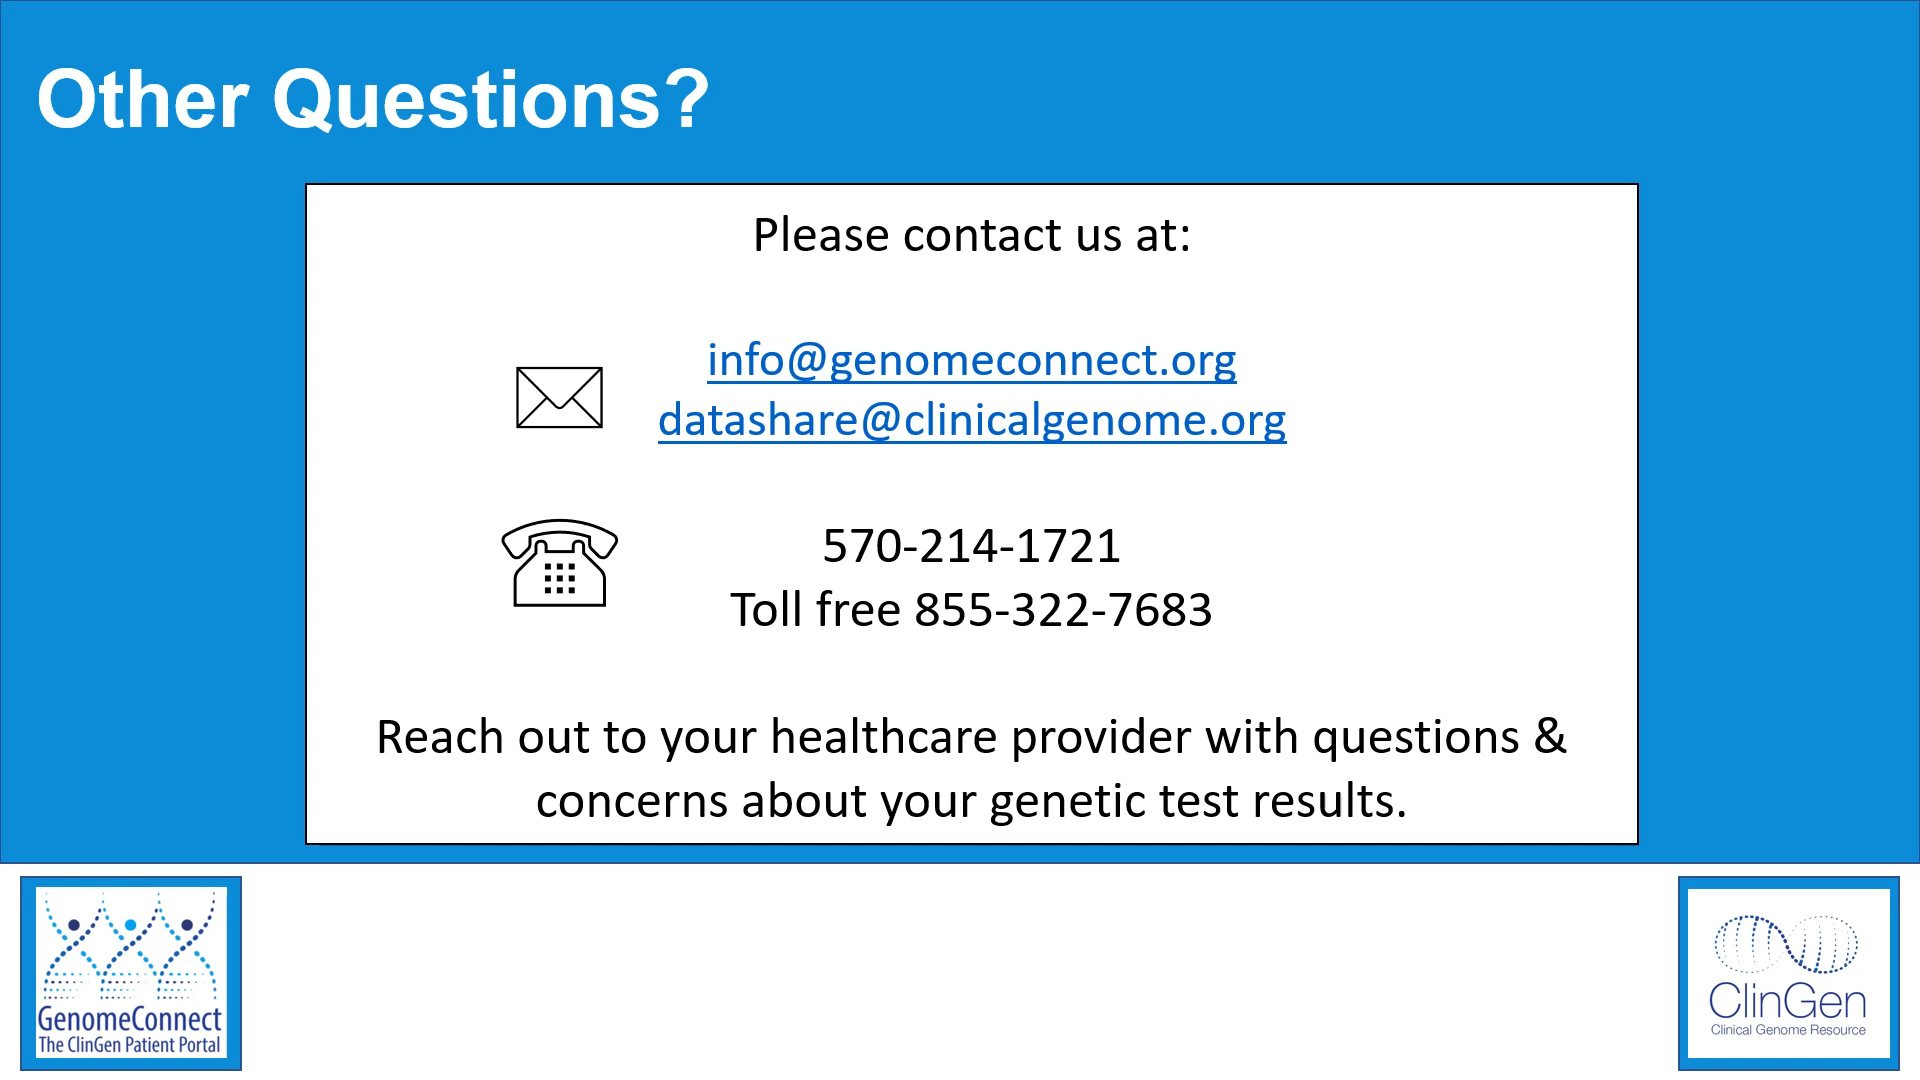 Other Questions?
Please contact us at:
info@genomeconnect.org
datashare@clinicalgenome.org
570-214-1721
Toll free 855-322-7683
Reach out to your healthcare provider with questions &
concerns about your genetic test results.
GenomeConnect
The ClinGen Patient Portal
ClinGen
Clinical Genome Resource